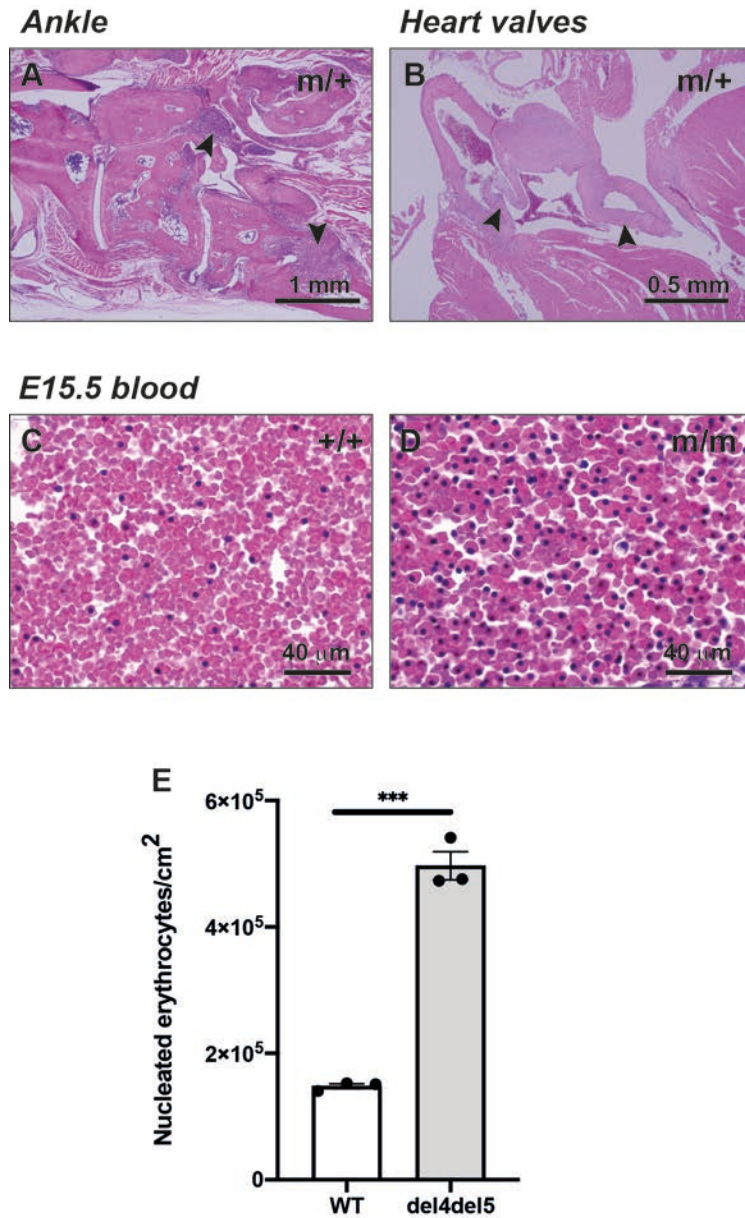 Ankle
Heart valves
A
m/+
1 mm
B
m/+
0.5 mm
E15.5 blood
C
+/+
40 μm
D
m/m
40 μm
E
***
Nucleated erythrocytes/cm²
6×10⁵
4×10⁵
2×10⁵
0
WT
del4del5